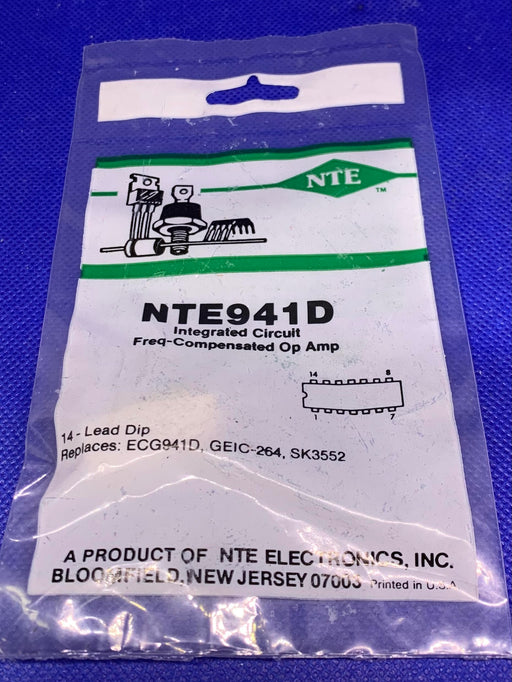 NTE
TM
NTE941D
Integrated Circuit
Freq-Compensated Op Amp
14 8
1 7
14 - Lead Dip
Replaces: ECG941D, GEIC-264, SK3552
A PRODUCT OF NTE ELECTRONICS, INC.
BLOOMFIELD, NEW JERSEY 07003 Printed in U.S.A